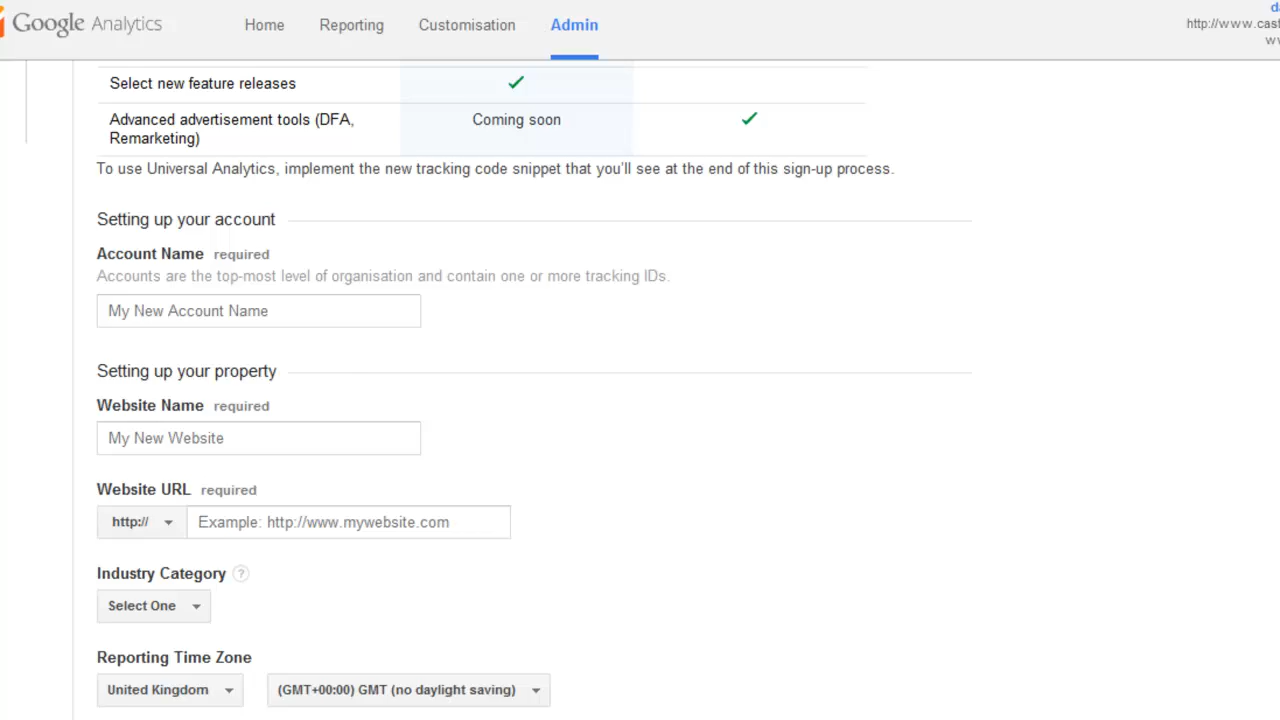 Google Analytics
Home Reporting Customisation Admin
http://www.cast
Select new feature releases
Advanced advertisement tools (DFA, Coming soon
Remarketing)
To use Universal Analytics, implement the new tracking code snippet that you'll see at the end of this sign-up process.
Setting up your account
Account Name required
Accounts are the top-most level of organisation and contain one or more tracking IDs.
My New Account Name
Setting up your property
Website Name required
My New Website
Website URL required
http:// Example: http://www.mywebsite.com
Industry Category ?
Select One
Reporting Time Zone
United Kingdom (GMT+00:00) GMT (no daylight saving)